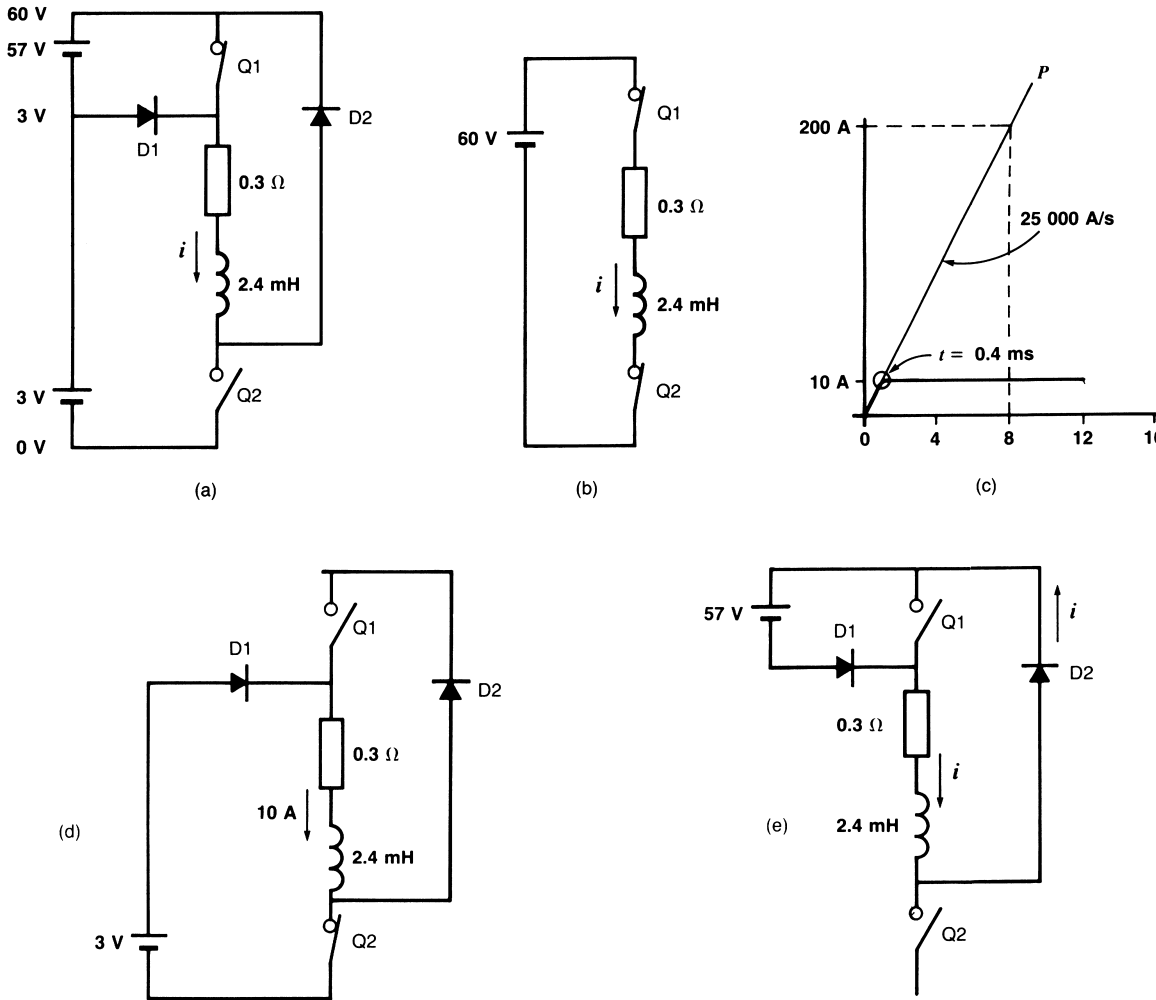 60 V
57 V
Q1
3 V
D1
D2
0.3 Ω
i
2.4 mH
3 V
Q2
0 V
(a)
60 V
Q1
0.3 Ω
i
2.4 mH
Q2
(b)
P
200 A
25 000 A/s
t = 0.4 ms
10 A
0 4 8 12
(c)
Q1
D1
D2
0.3 Ω
10 A
2.4 mH
3 V
Q2
(d)
57 V
D1
Q1
i
D2
0.3 Ω
i
2.4 mH
Q2
(e)